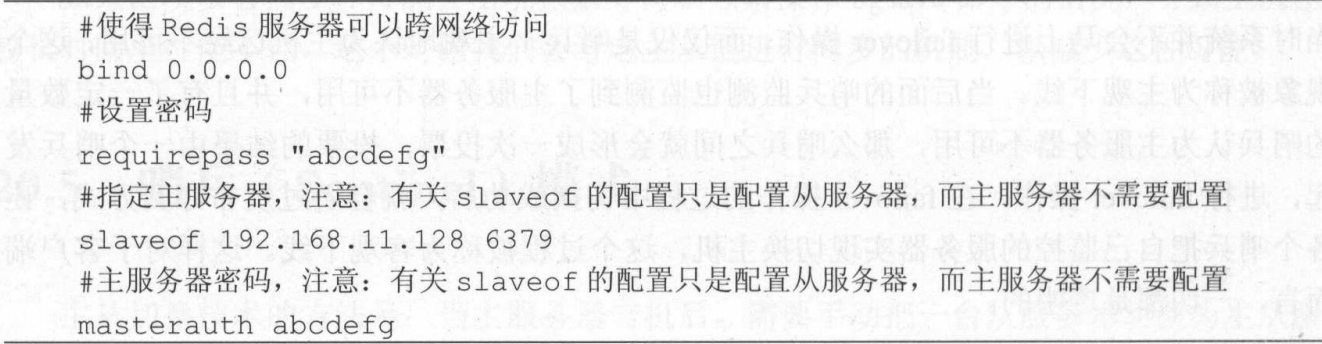 #使得 Redis 服务器可以跨网络访问
bind 0.0.0.0
#设置密码
requirepass "abcdefg"
#指定主服务器，注意：有关 slaveof 的配置只是配置从服务器，而主服务器不需要配置
slaveof 192.168.11.128 6379
#主服务器密码，注意：有关 slaveof 的配置只是配置从服务器，而主服务器不需要配置
masterauth abcdefg